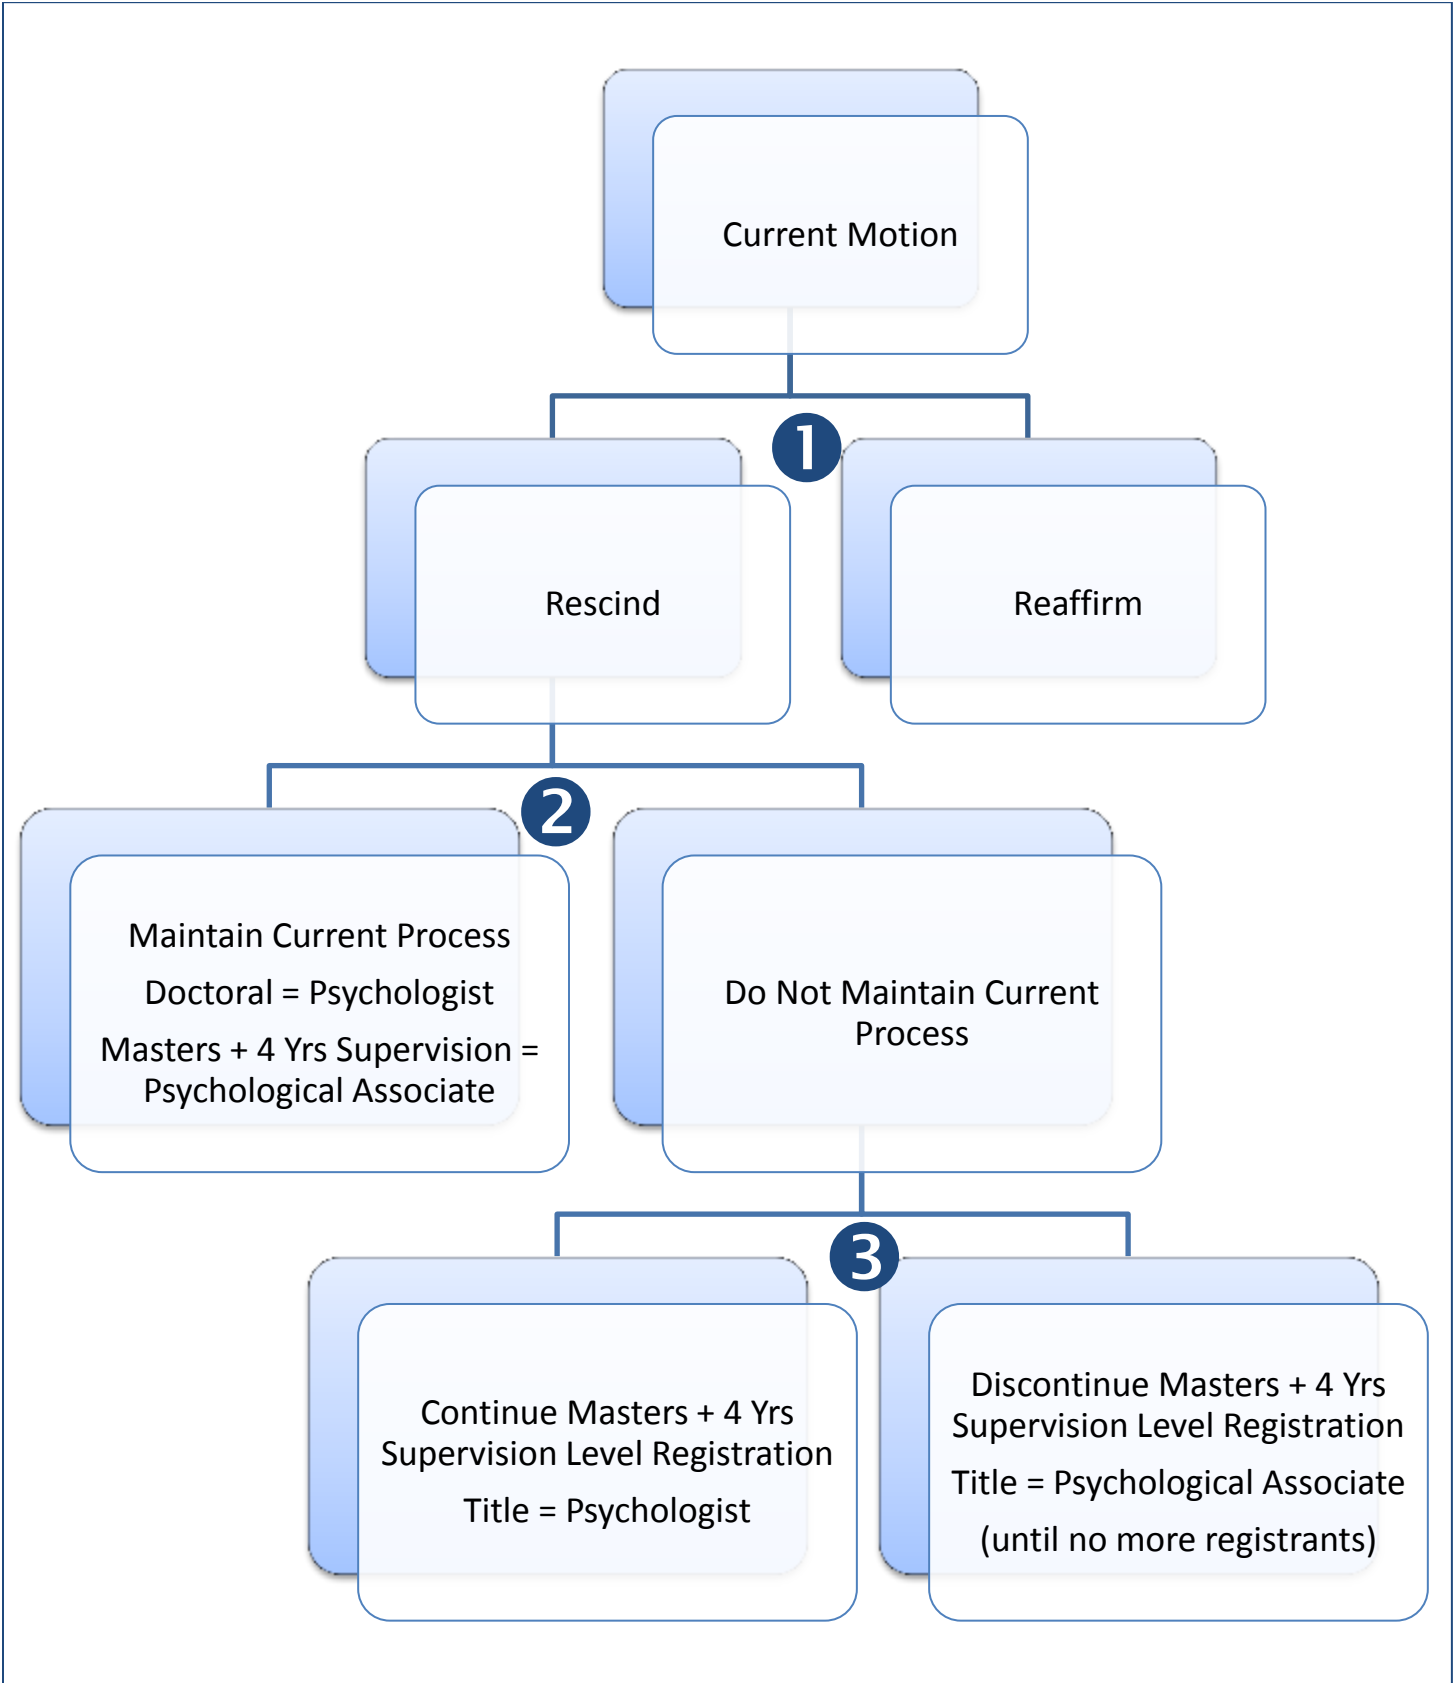 Current Motion
1
Rescind
Reaffirm
2
Maintain Current Process
Doctoral = Psychologist
Masters + 4 Yrs Supervision =
Psychological Associate
Do Not Maintain Current
Process
3
Continue Masters + 4 Yrs
Supervision Level Registration
Title = Psychologist
Discontinue Masters + 4 Yrs
Supervision Level Registration
Title = Psychological Associate
(until no more registrants)